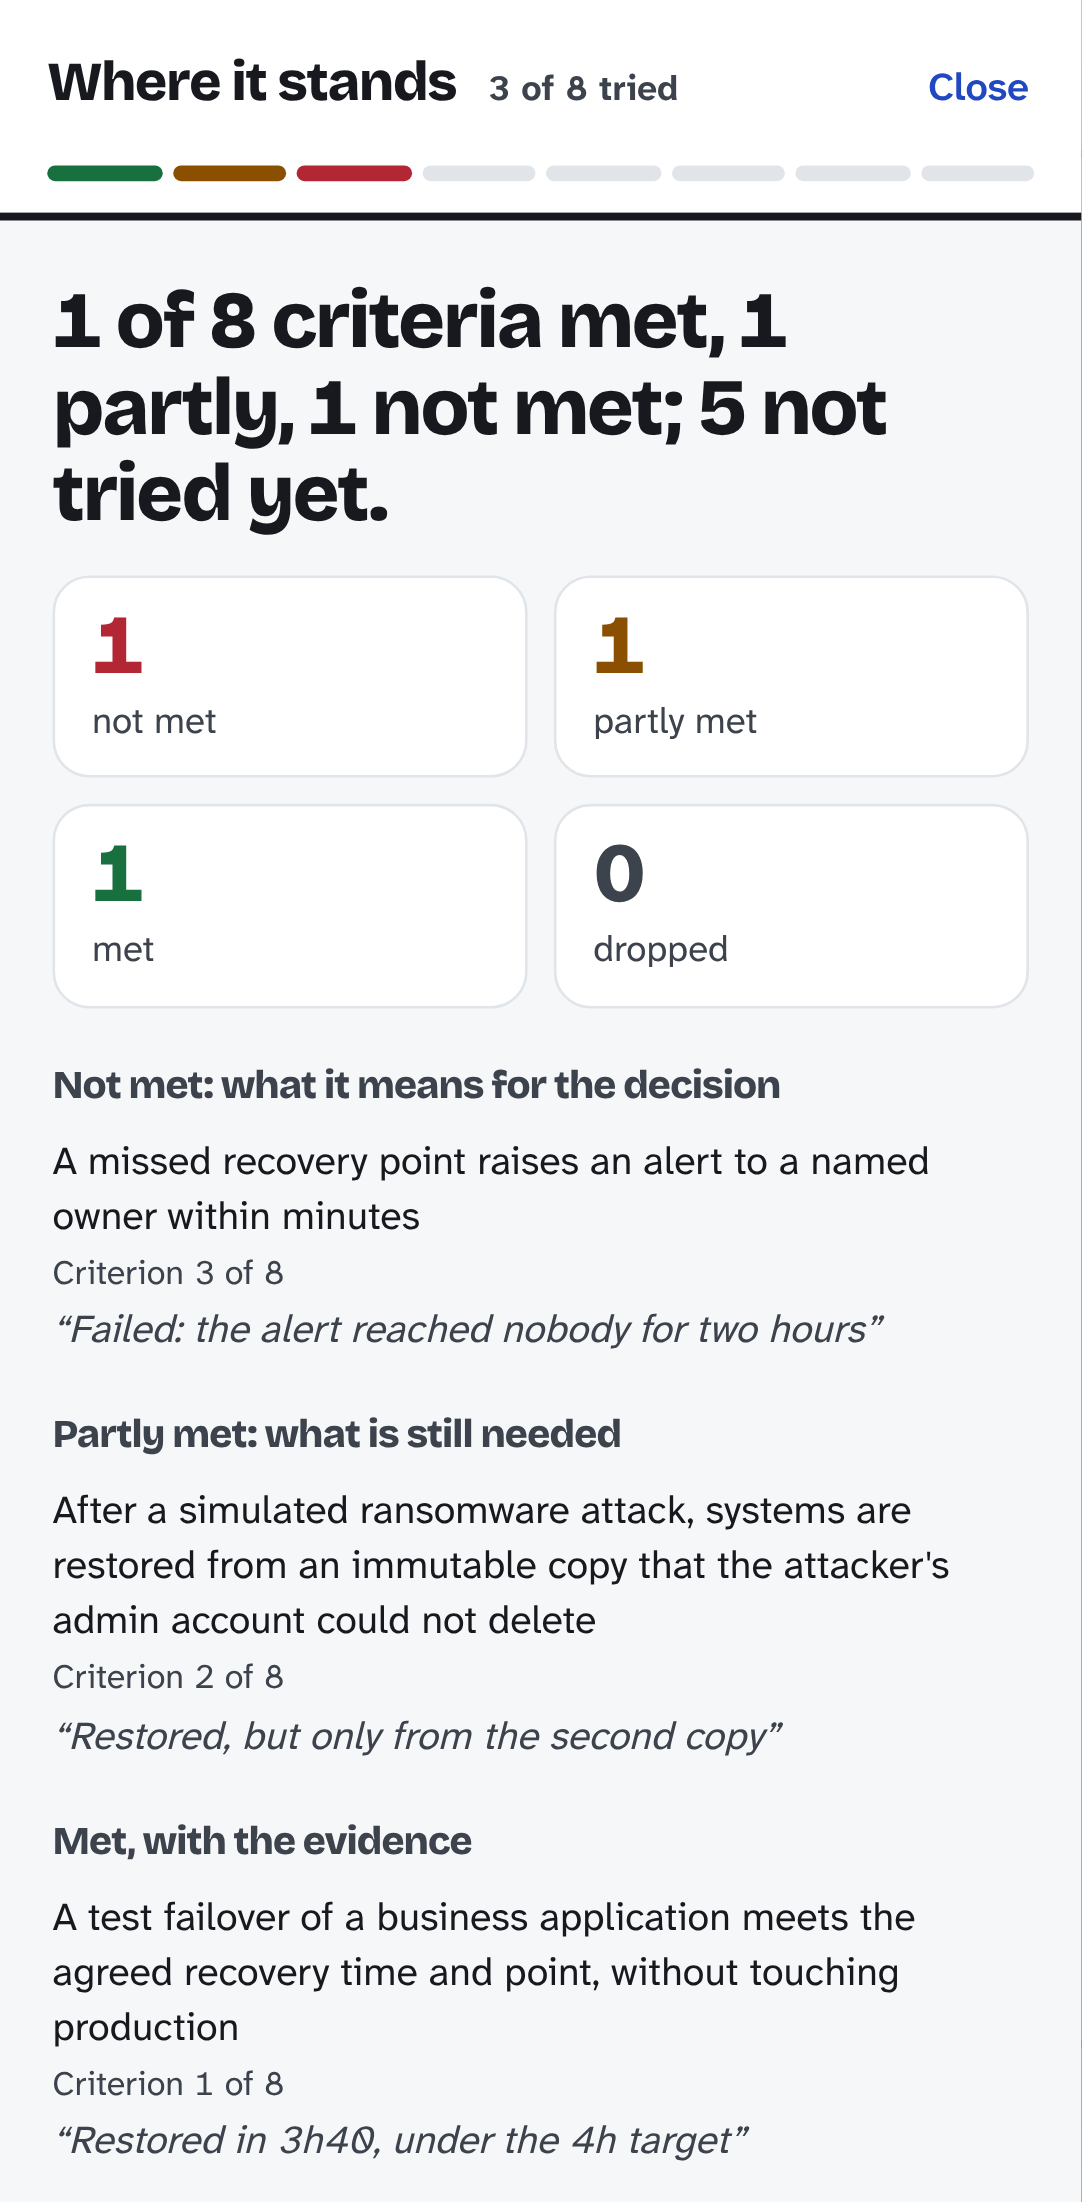 Where it stands 3 of 8 tried Close
1 of 8 criteria met, 1
partly, 1 not met; 5 not
tried yet.
1
not met
1
partly met
1
met
0
dropped
Not met: what it means for the decision
A missed recovery point raises an alert to a named
owner within minutes
Criterion 3 of 8
“Failed: the alert reached nobody for two hours”
Partly met: what is still needed
After a simulated ransomware attack, systems are
restored from an immutable copy that the attacker's
admin account could not delete
Criterion 2 of 8
“Restored, but only from the second copy”
Met, with the evidence
A test failover of a business application meets the
agreed recovery time and point, without touching
production
Criterion 1 of 8
“Restored in 3h40, under the 4h target”